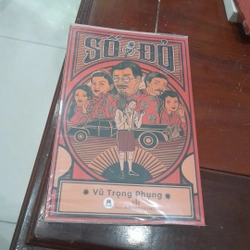 SỐ ĐỎ
Vũ Trọng Phụng